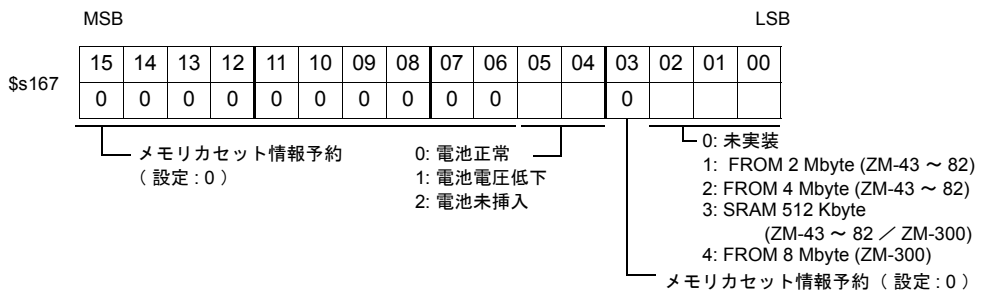 MSB LSB
$s167
15 14 13 12 11 10 09 08 07 06 05 04 03 02 01 00
0 0 0 0 0 0 0 0 0 0 0
メモリカセット情報予約
（ 設定 : 0 ）
0: 電池正常
1: 電池電圧低下
2: 電池未挿入
0: 未実装
1: FROM 2 Mbyte (ZM-43 ～ 82)
2: FROM 4 Mbyte (ZM-43 ～ 82)
3: SRAM 512 Kbyte
(ZM-43 ～ 82 ／ ZM-300)
4: FROM 8 Mbyte (ZM-300)
メモリカセット情報予約（ 設定 : 0 ）